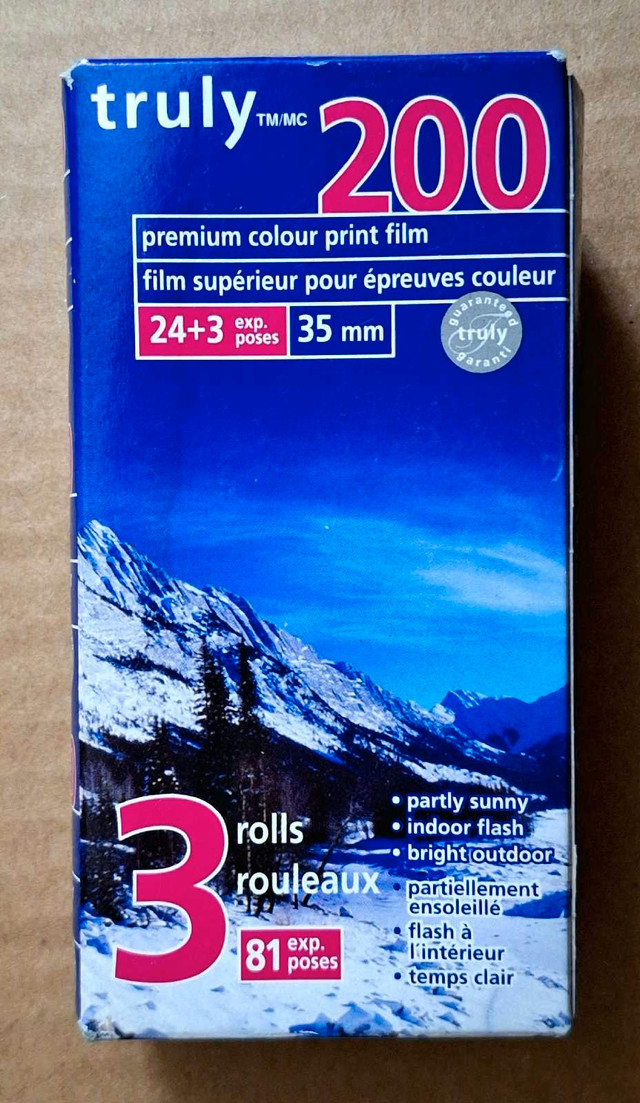 truly TM/MC
200
premium colour print film
film supérieur pour épreuves couleur
24+3 exp.
poses
35 mm
guaranteed
truly
garanti
3
rolls
rouleaux
81 exp.
poses
• partly sunny
• indoor flash
• bright outdoor
• partiellement
ensoleillé
• flash à
l'intérieur
• temps clair